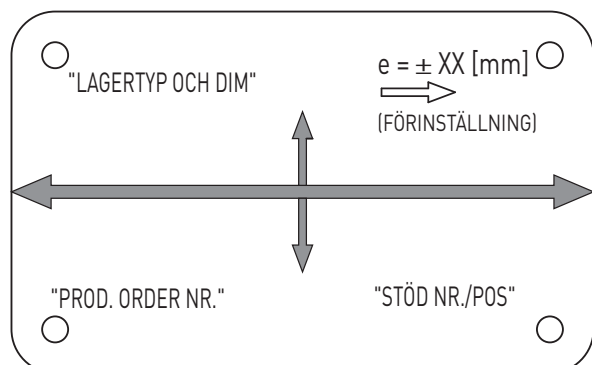 "LAGERTYP OCH DIM"
e = ± XX [mm]
(FÖRINSTÄLLNING)
"PROD. ORDER NR."
"STÖD NR./POS"